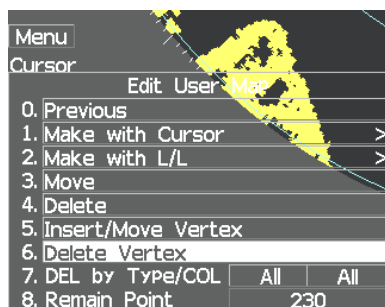 Menu
Cursor
Edit User Map
0. Previous
1. Make with Cursor >
2. Make with L/L >
3. Move
4. Delete
5. Insert/Move Vertex
6. Delete Vertex
7. DEL by Type/COL All All
8. Remain Point 230